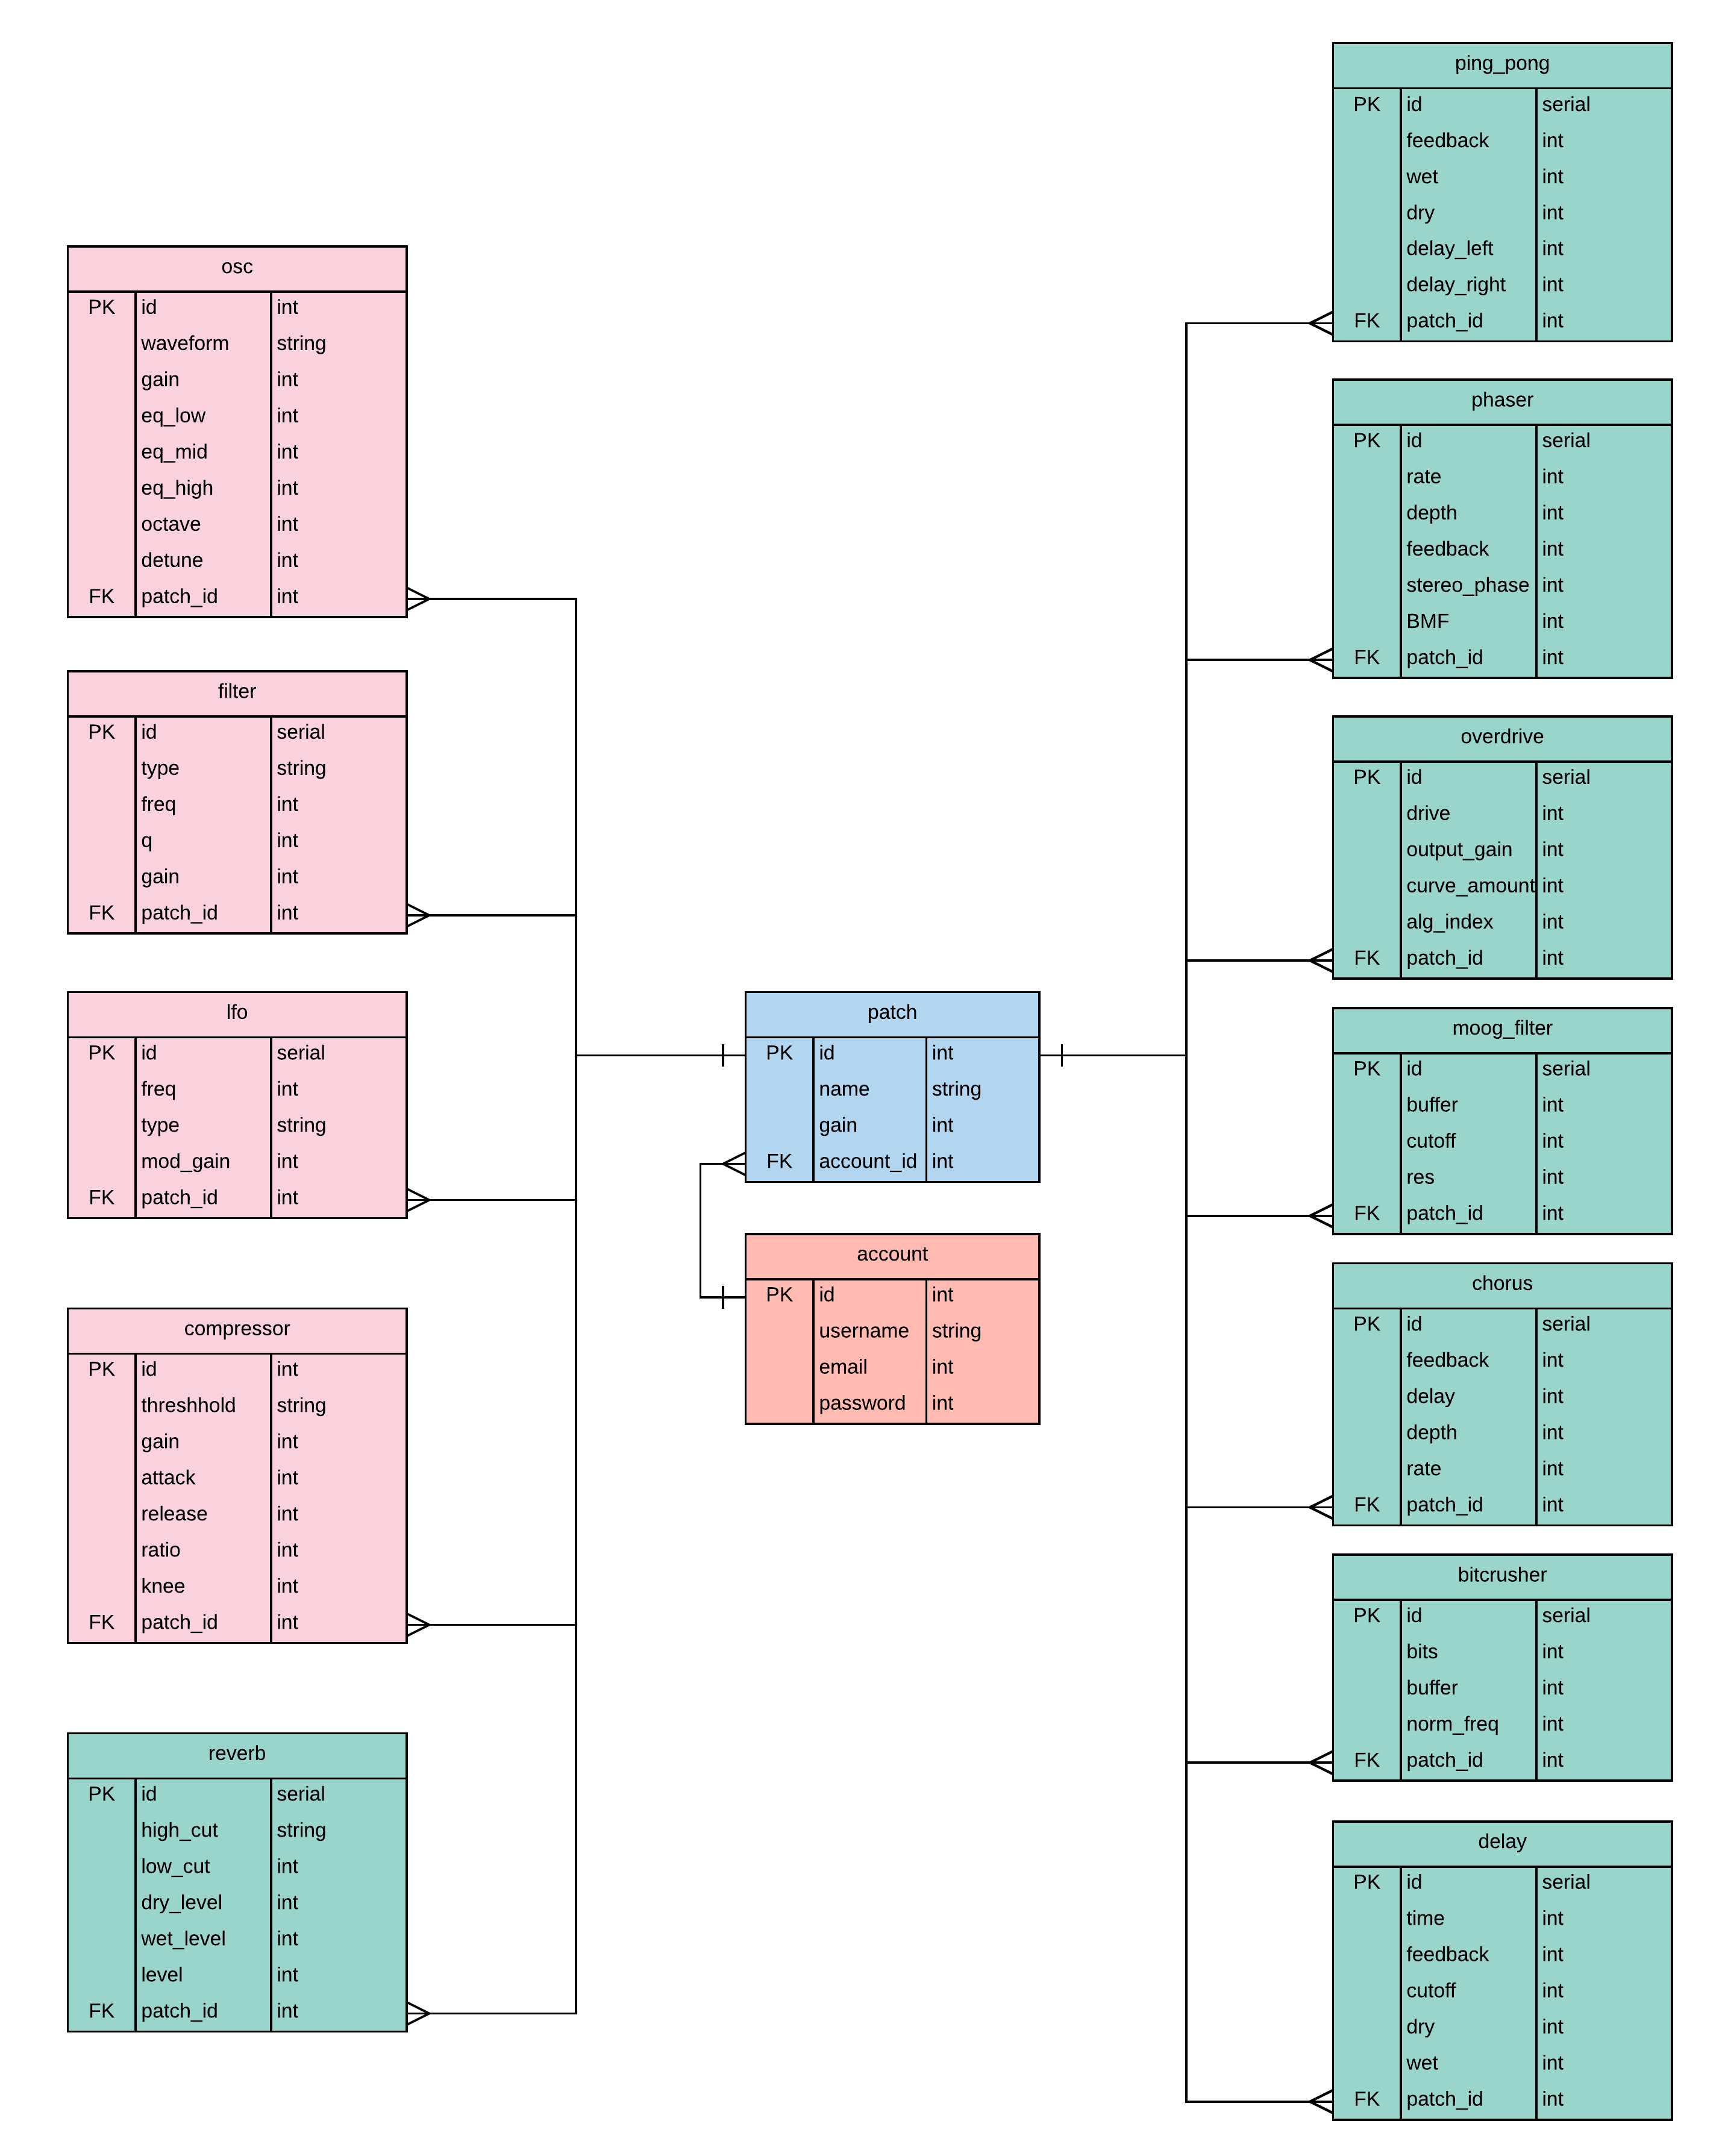 osc
PK id int
waveform string
gain int
eq_low int
eq_mid int
eq_high int
octave int
detune int
FK patch_id int
filter
PK id serial
type string
freq int
q int
gain int
FK patch_id int
lfo
PK id serial
freq int
type string
mod_gain int
FK patch_id int
compressor
PK id int
threshhold string
gain int
attack int
release int
ratio int
knee int
FK patch_id int
reverb
PK id serial
high_cut string
low_cut int
dry_level int
wet_level int
level int
FK patch_id int
patch
PK id int
name string
gain int
FK account_id int
account
PK id int
username string
email int
password int
ping_pong
PK id serial
feedback int
wet int
dry int
delay_left int
delay_right int
FK patch_id int
phaser
PK id serial
rate int
depth int
feedback int
stereo_phase int
BMF int
FK patch_id int
overdrive
PK id serial
drive int
output_gain int
curve_amount int
alg_index int
FK patch_id int
moog_filter
PK id serial
buffer int
cutoff int
res int
FK patch_id int
chorus
PK id serial
feedback int
delay int
depth int
rate int
FK patch_id int
bitcrusher
PK id serial
bits int
buffer int
norm_freq int
FK patch_id int
delay
PK id serial
time int
feedback int
cutoff int
dry int
wet int
FK patch_id int